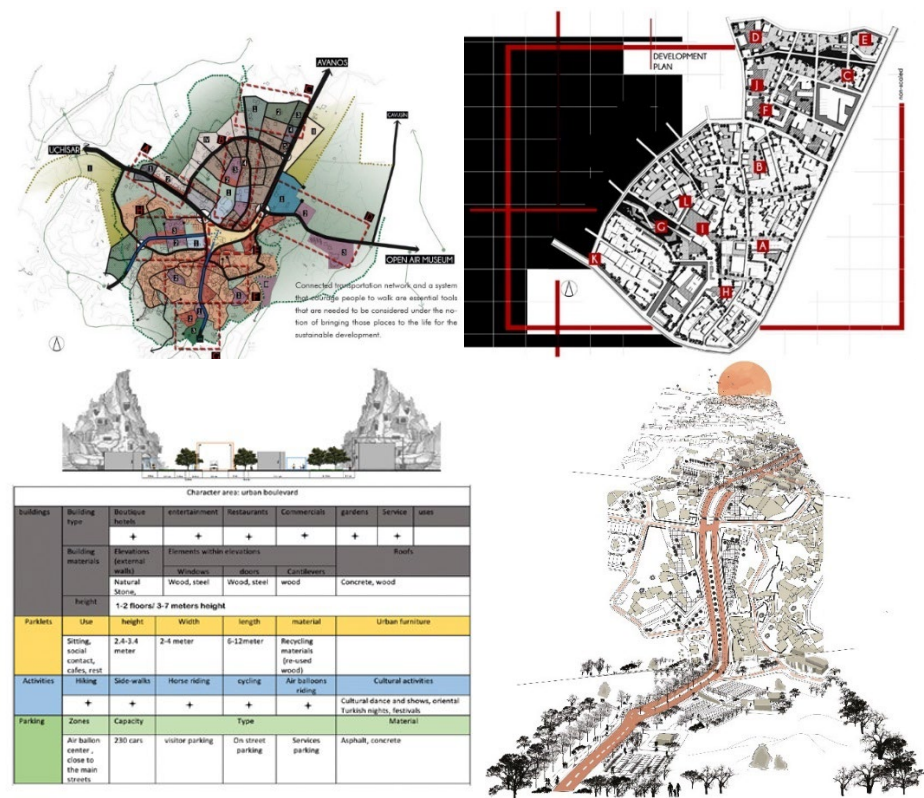 AVANOS
ÇAVUŞİN
UCHİSAR
OPEN AIR MUSEUM
Connected transportation network and a system
that courage people to walk are essential tools
that are needed to be considered under the no-
tion of bringing those places to the life for the
sustainable development.
DEVELOPMENT
PLAN
non-scaled
D
E
C
J
F
B
L
G
I
A
K
H
Character area: urban boulevard
buildings
Building type
Boutique hotels
entertainment
Restaurants
Commercials
gardens
Service
uses
+ + + + + +
Building materials
Elevations (external walls)
Elements within elevations
Roofs
Windows
doors
Cantilevers
Natural Stone,
Wood, steel
Wood, steel
wood
Concrete, wood
height
1-2 floors/ 3-7 meters height
Parklets
Use
height
Width
length
material
Urban furniture
Sitting, social contact, cafes, rest
2.4-3.4 meter
2-4 meter
6-12meter
Recycling materials (re-used wood)
Activities
Hiking
Side-walks
Horse riding
cycling
Air balloons riding
Cultural activities
+ + + + +
Cultural dance and shows, oriental Turkish nights, festivals
Parking
Zones
Capacity
Type
Material
Air ballon center , close to the main streets
230 cars
visitor parking
On street parking
Services parking
Asphalt, concrete